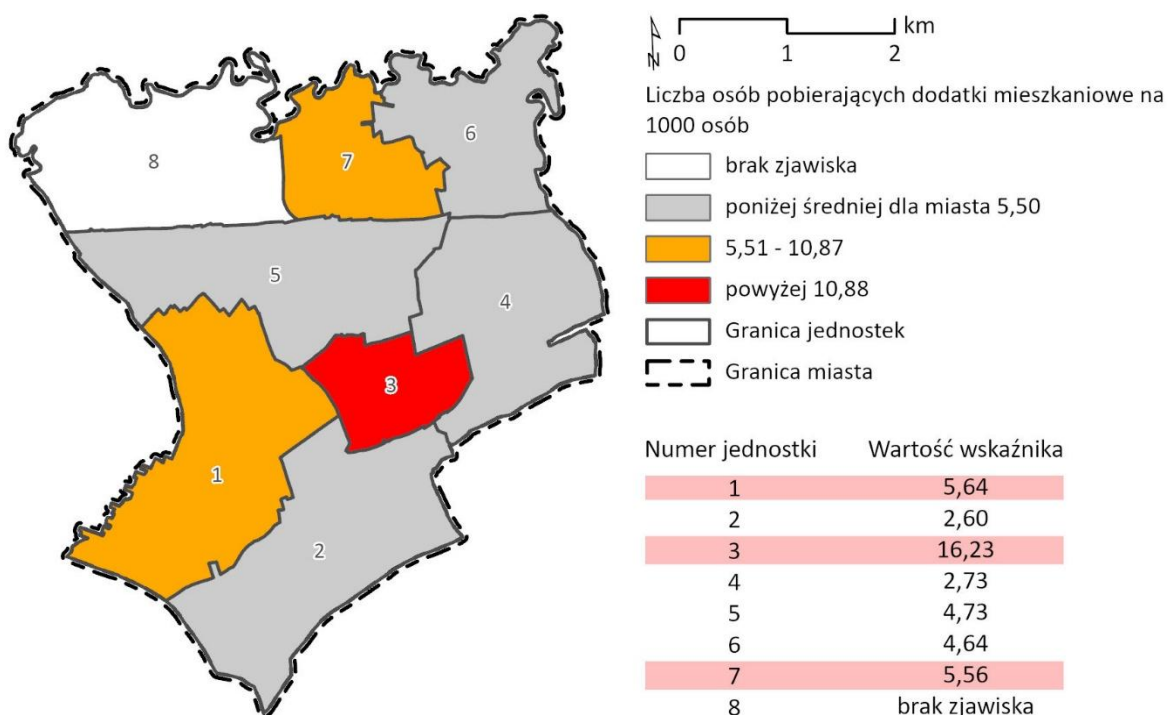 N
0 1 2 km
Liczba osób pobierających dodatki mieszkaniowe na
1000 osób
brak zjawiska
poniżej średniej dla miasta 5,50
5,51 - 10,87
powyżej 10,88
Granica jednostek
Granica miasta
6
8
7
5
4
3
1
2
Numer jednostki Wartość wskaźnika
1 5,64
2 2,60
3 16,23
4 2,73
5 4,73
6 4,64
7 5,56
8 brak zjawiska